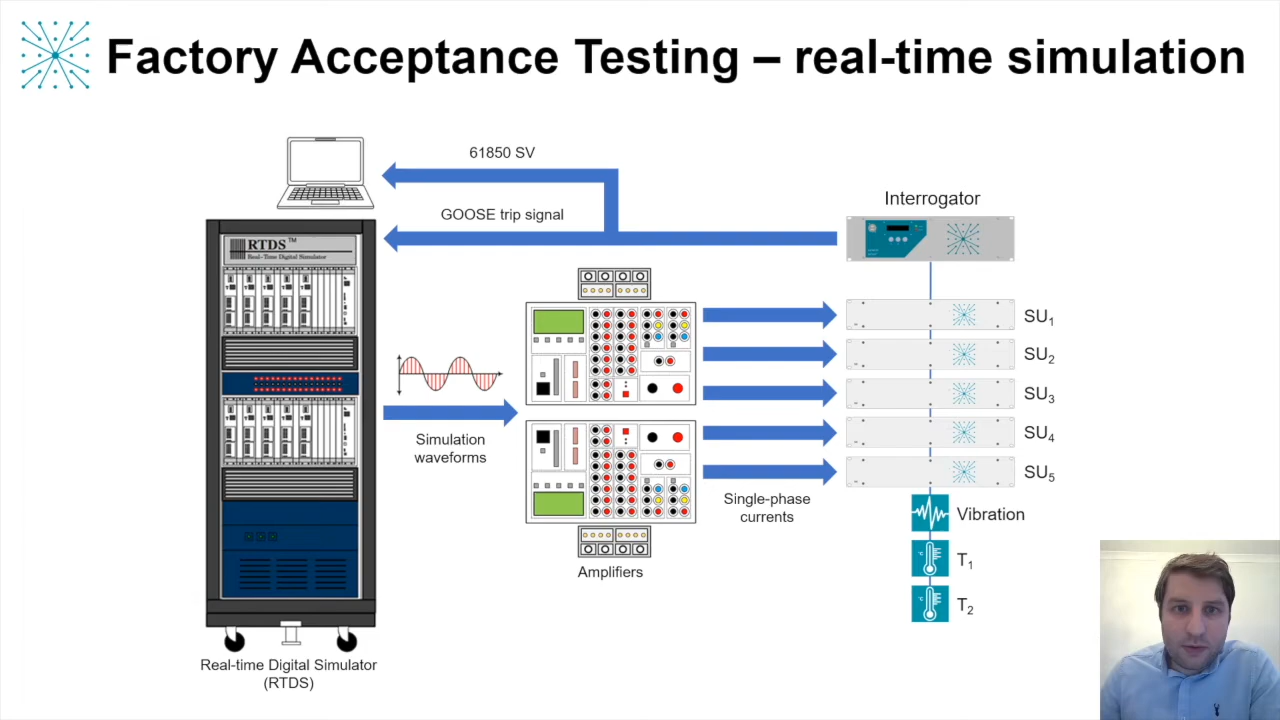 Factory Acceptance Testing – real-time simulation
61850 SV
GOOSE trip signal
Interrogator
RTDS™
Real-Time Digital Simulator
SU1
SU2
SU3
SU4
SU5
Simulation
waveforms
Single-phase
currents
Vibration
T1
T2
Amplifiers
Real-time Digital Simulator
(RTDS)